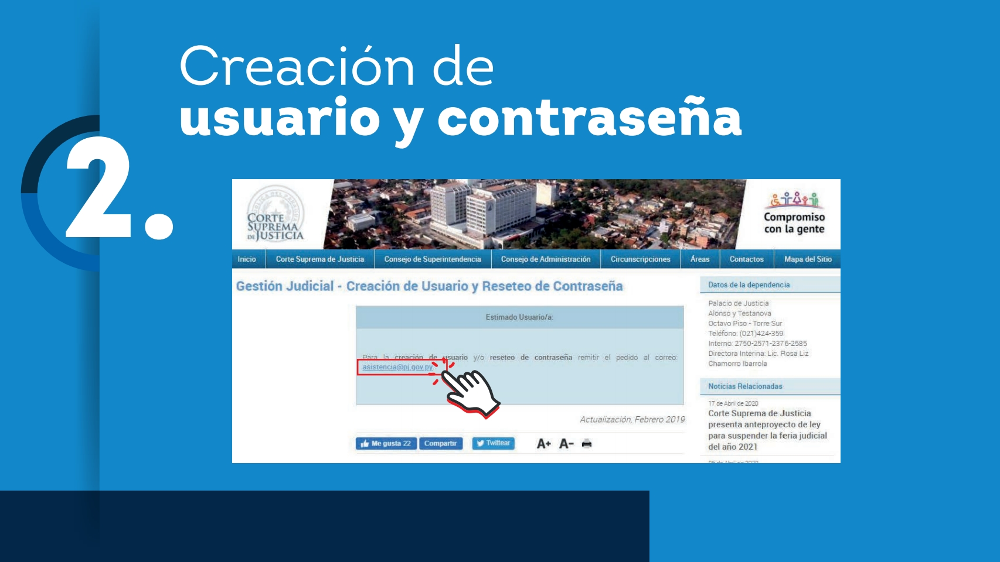 Creación de
usuario y contraseña
2.
CORTE
SUPREMA
DE JUSTICIA
Compromiso
con la gente
Inicio
Corte Suprema de Justicia
Consejo de Superintendencia
Consejo de Administración
Circunscripciones
Áreas
Contactos
Mapa del Sitio
Gestión Judicial - Creación de Usuario y Reseteo de Contraseña
Estimado Usuario/a:
Para la creación de usuario y/o reseteo de contraseña remitir el pedido al correo:
asistencia@pj.gov.py.
Actualización, Febrero 2019
Me gusta 22
Compartir
Twittear
A+ A-
Datos de la dependencia
Palacio de Justicia
Alonso y Testanova
Octavo Piso - Torre Sur
Teléfono: (021)424-359
Interno: 2750-2571-2376-2585
Directora Interina: Lic. Rosa Liz
Chamorro Ibarrola
Noticias Relacionadas
17 de Abril de 2020
Corte Suprema de Justicia
presenta anteproyecto de ley
para suspender la feria judicial
del año 2021
06 de Abril de 2020